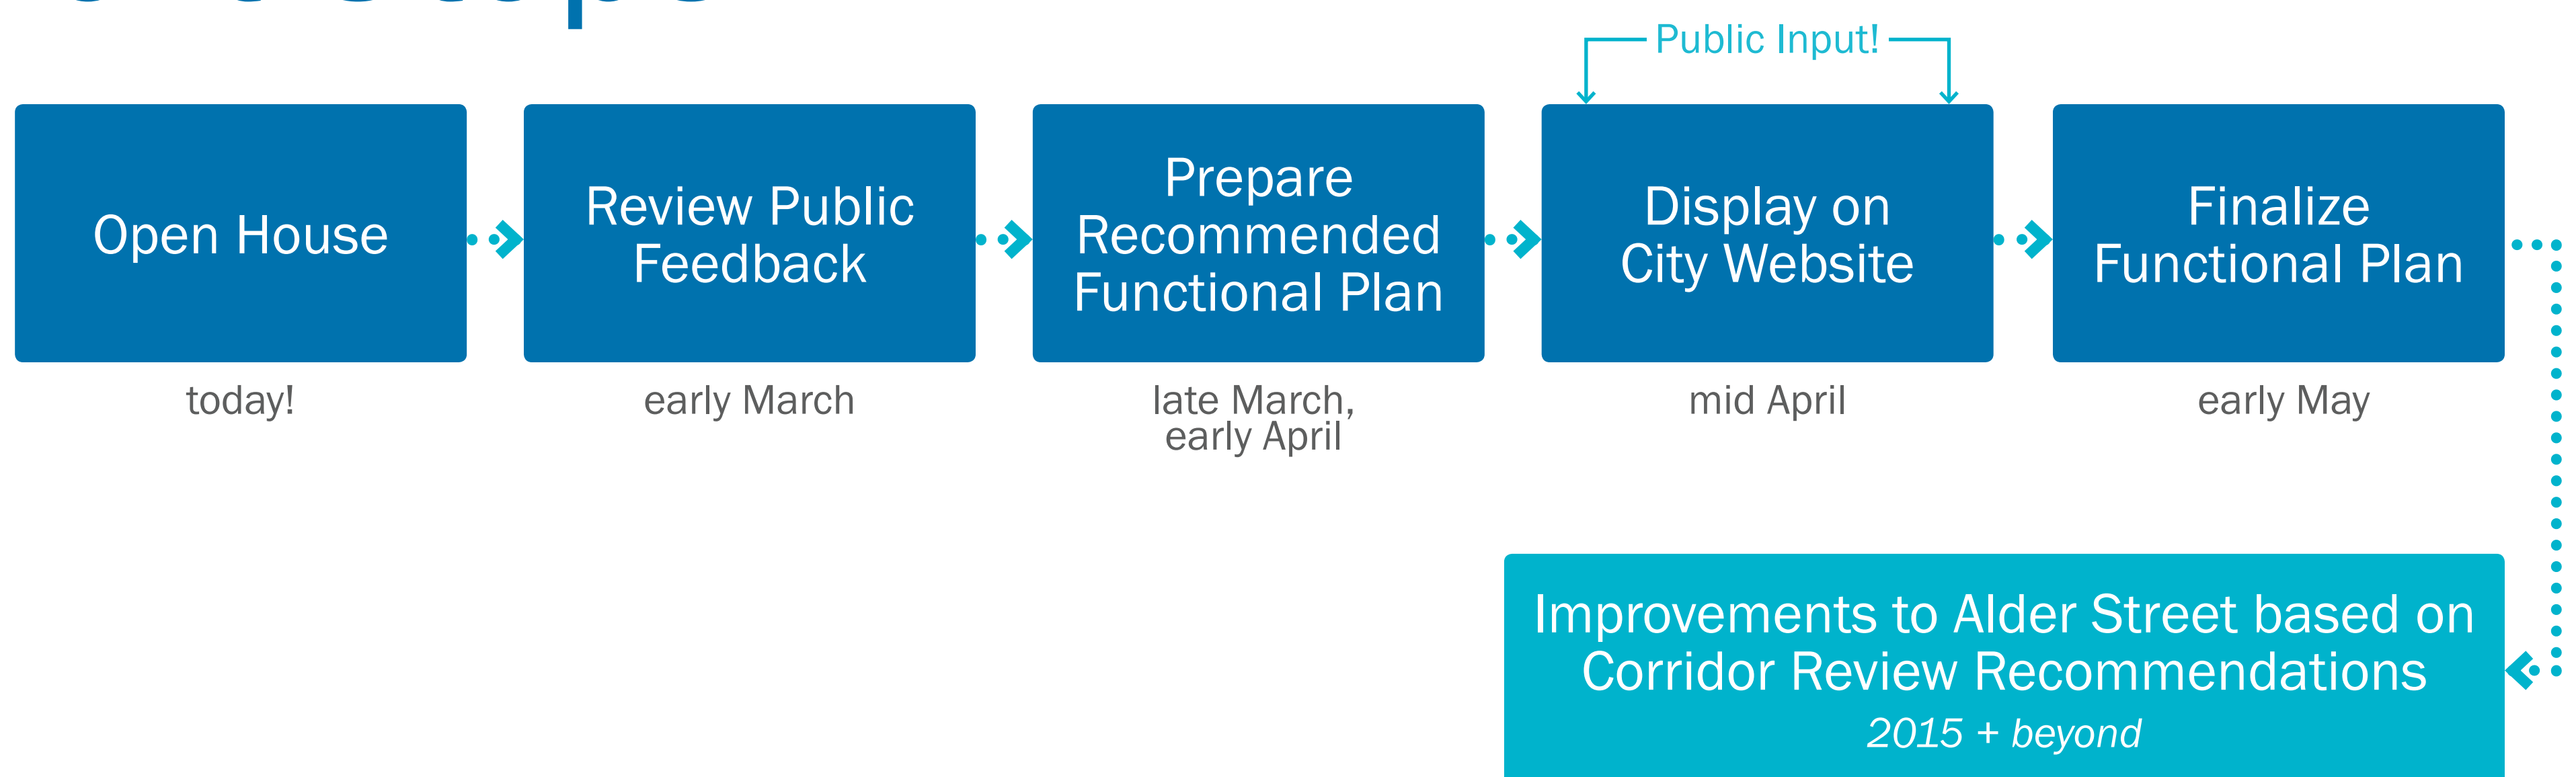 Public Input!
Open House
today!
Review Public
Feedback
early March
Prepare
Recommended
Functional Plan
late March,
early April
Display on
City Website
mid April
Finalize
Functional Plan
early May
Improvements to Alder Street based on
Corridor Review Recommendations
2015 + beyond